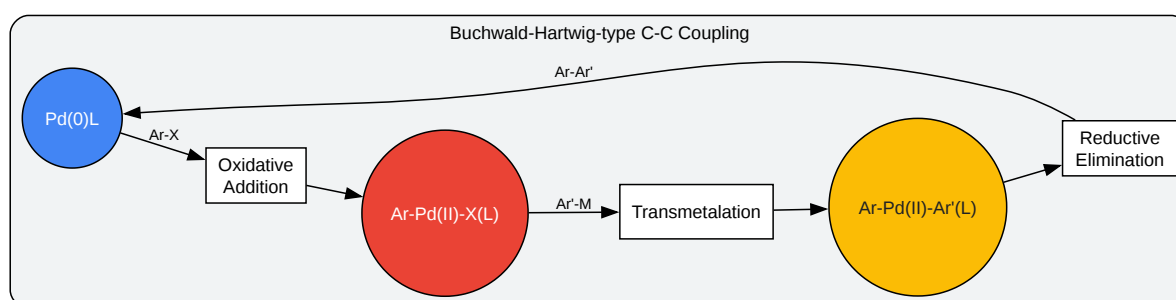 Buchwald-Hartwig-type C-C Coupling
Ar-Ar'
Pd(0)L
Ar-X
Oxidative
Addition
Ar-Pd(II)-X(L)
Ar'-M
Transmetalation
Ar-Pd(II)-Ar'(L)
Reductive
Elimination